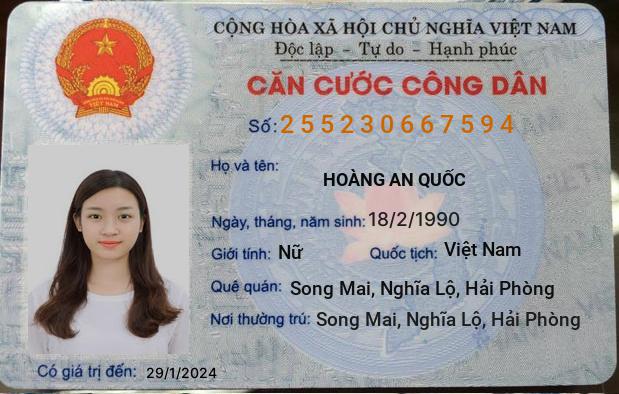 CỘNG HÒA XÃ HỘI CHỦ NGHĨA VIỆT NAM
Độc lập - Tự do - Hạnh phúc
CĂN CƯỚC CÔNG DÂN
Số: 255230667594
Họ và tên:
HOÀNG AN QUỐC
Ngày, tháng, năm sinh: 18/2/1990
Giới tính: Nữ Quốc tịch: Việt Nam
Quê quán: Song Mai, Nghĩa Lộ, Hải Phòng
Nơi thường trú: Song Mai, Nghĩa Lộ, Hải Phòng
Có giá trị đến: 29/1/2024
VIỆT NAM